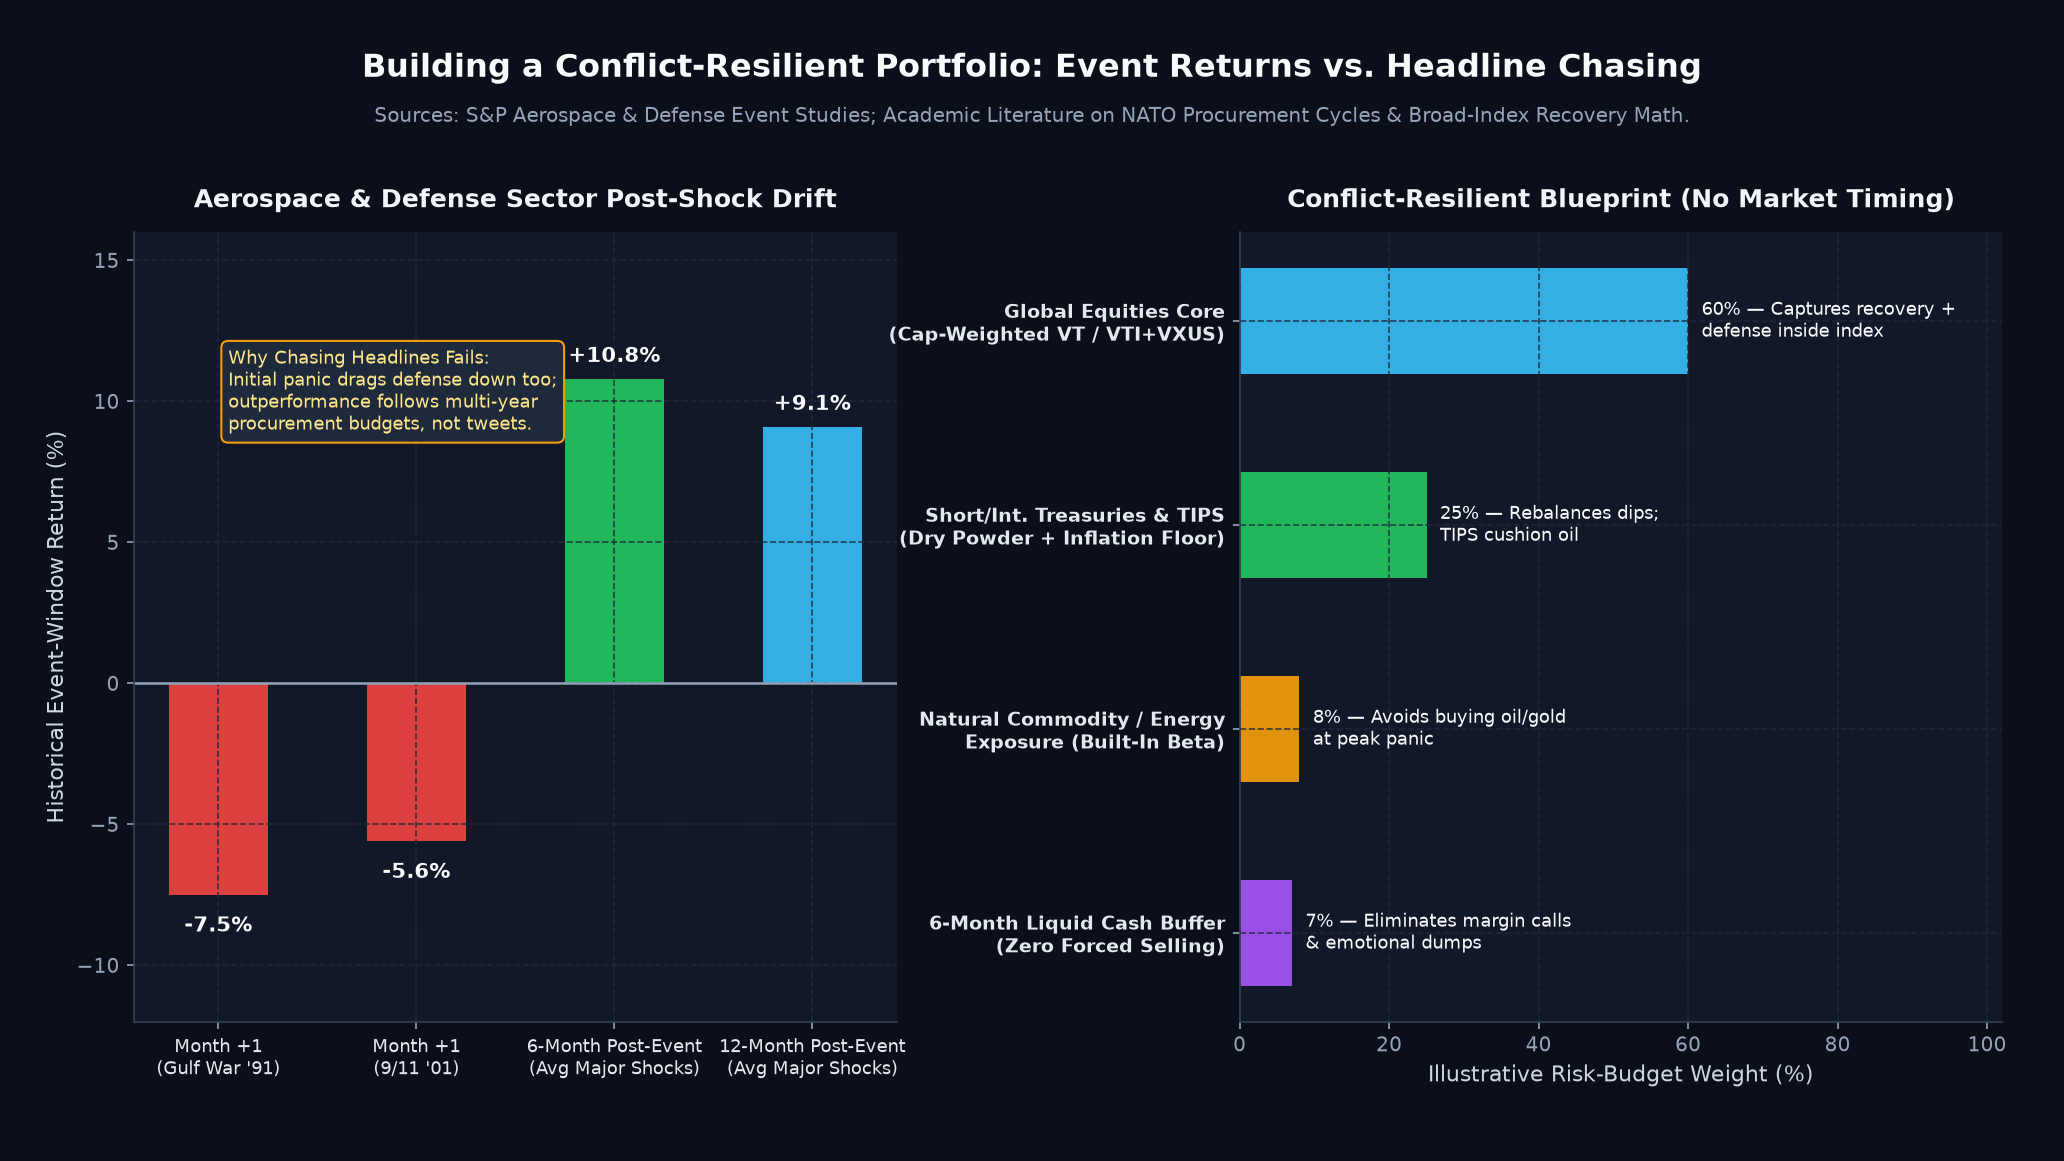 Building a Conflict-Resilient Portfolio: Event Returns vs. Headline Chasing
Sources: S&P Aerospace & Defense Event Studies; Academic Literature on NATO Procurement Cycles & Broad-Index Recovery Math.
Aerospace & Defense Sector Post-Shock Drift
Historical Event-Window Return (%)
15
10
5
0
−5
−10
Why Chasing Headlines Fails:
Initial panic drags defense down too;
outperformance follows multi-year
procurement budgets, not tweets.
-7.5%
-5.6%
+10.8%
+9.1%
Month +1
(Gulf War '91)
Month +1
(9/11 '01)
6-Month Post-Event
(Avg Major Shocks)
12-Month Post-Event
(Avg Major Shocks)
Conflict-Resilient Blueprint (No Market Timing)
Global Equities Core
(Cap-Weighted VT / VTI+VXUS)
60% — Captures recovery +
defense inside index
Short/Int. Treasuries & TIPS
(Dry Powder + Inflation Floor)
25% — Rebalances dips;
TIPS cushion oil
Natural Commodity / Energy
Exposure (Built-In Beta)
8% — Avoids buying oil/gold
at peak panic
6-Month Liquid Cash Buffer
(Zero Forced Selling)
7% — Eliminates margin calls
& emotional dumps
0
20
40
60
80
100
Illustrative Risk-Budget Weight (%)